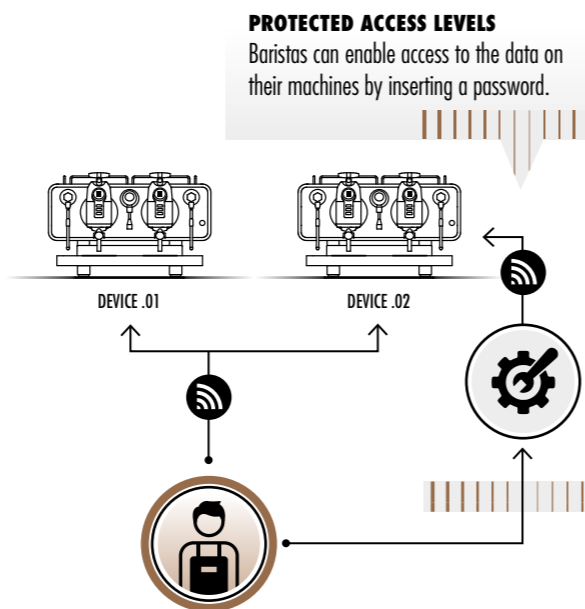 PROTECTED ACCESS LEVELS
Baristas can enable access to the data on
their machines by inserting a password.
DEVICE .01
DEVICE .02